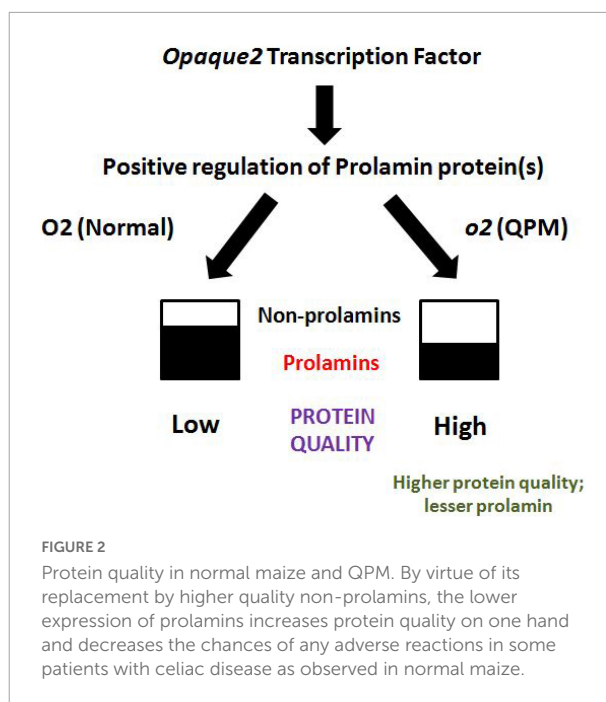 Opaque2 Transcription Factor
Positive regulation of Prolamin protein(s)
O2 (Normal)
o2 (QPM)
Non-prolamins
Prolamins
Low
PROTEIN
QUALITY
High
Higher protein quality;
lesser prolamin
FIGURE 2
Protein quality in normal maize and QPM. By virtue of its
replacement by higher quality non-prolamins, the lower
expression of prolamins increases protein quality on one hand
and decreases the chances of any adverse reactions in some
patients with celiac disease as observed in normal maize.